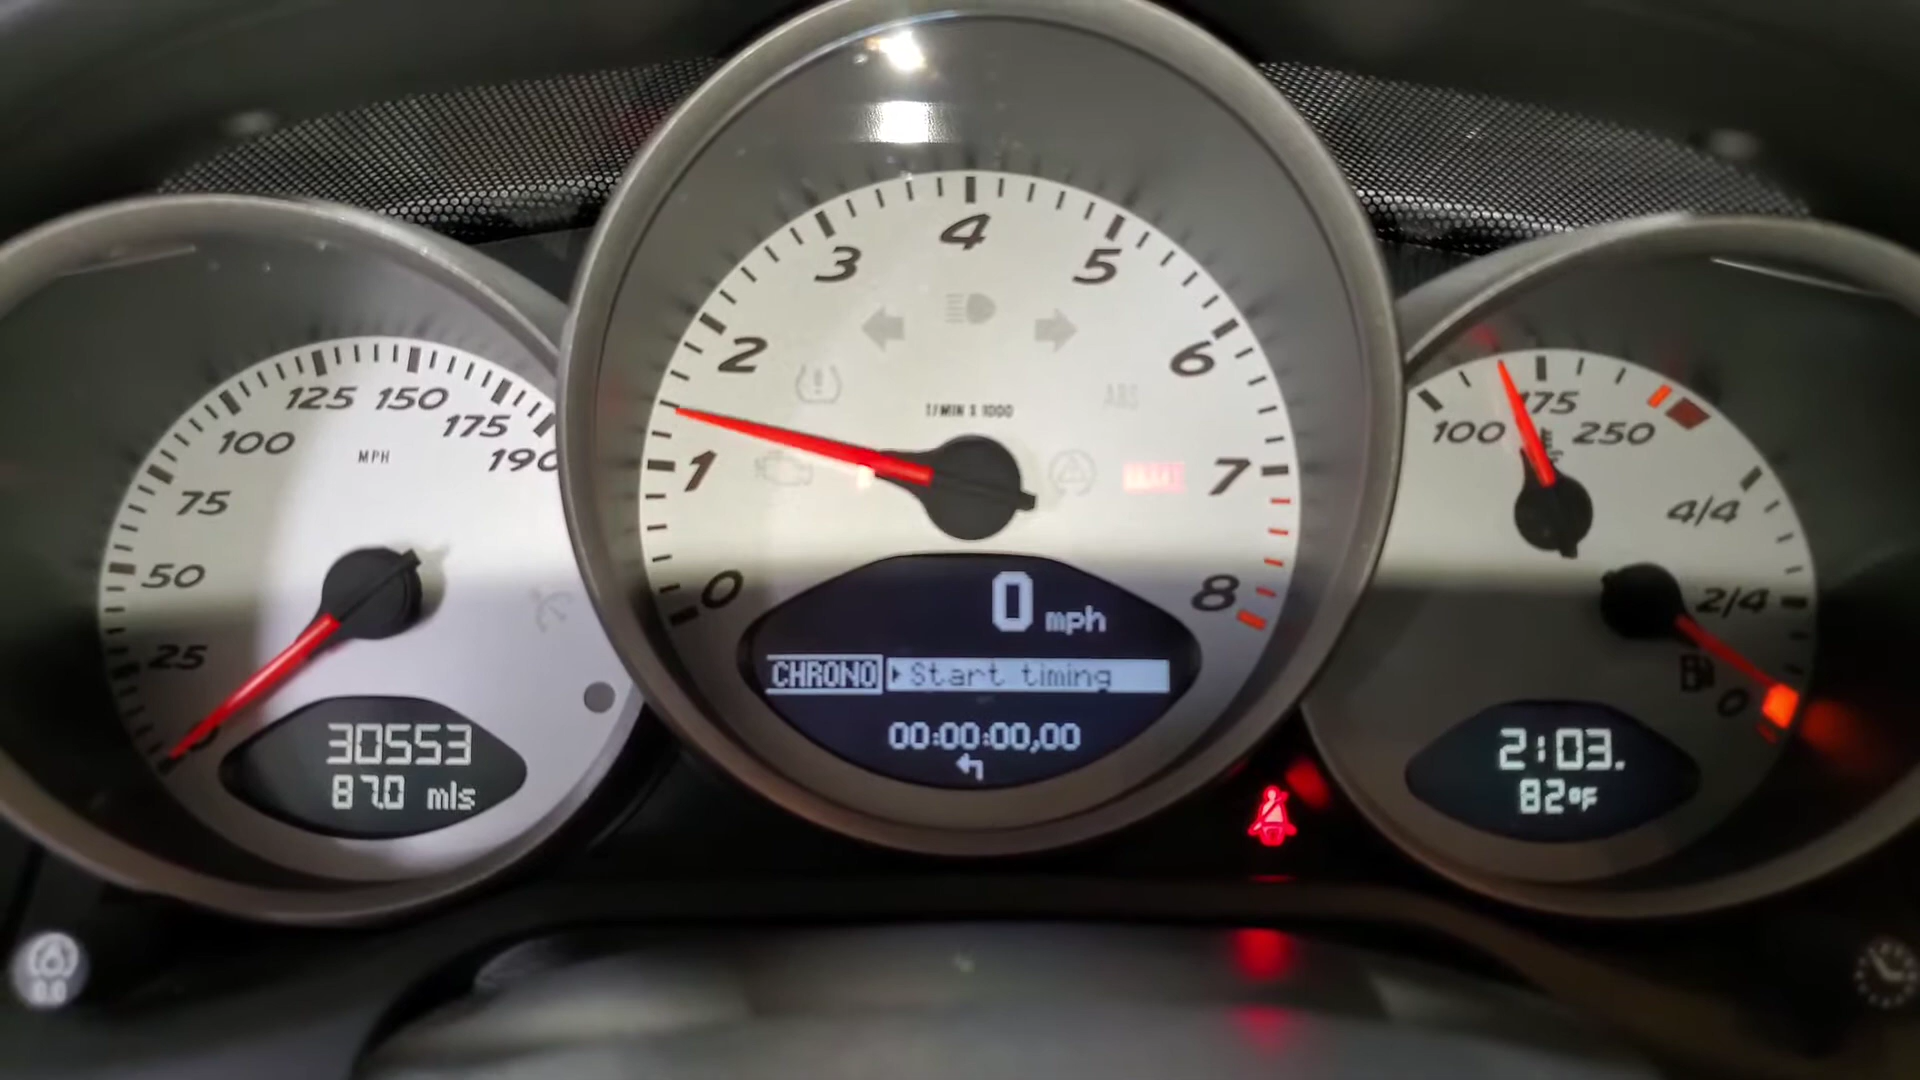 125 150
100 175
MPH 190
75
50
25
0
30553
87.0 mls
4
3 5
2 6
ABS
1/MIN X 1000
1 7
0 8
0 mph
CHRONO Start timing
00:00:00,00
175
100 250
4/4
2/4
0
2:03.
82°F